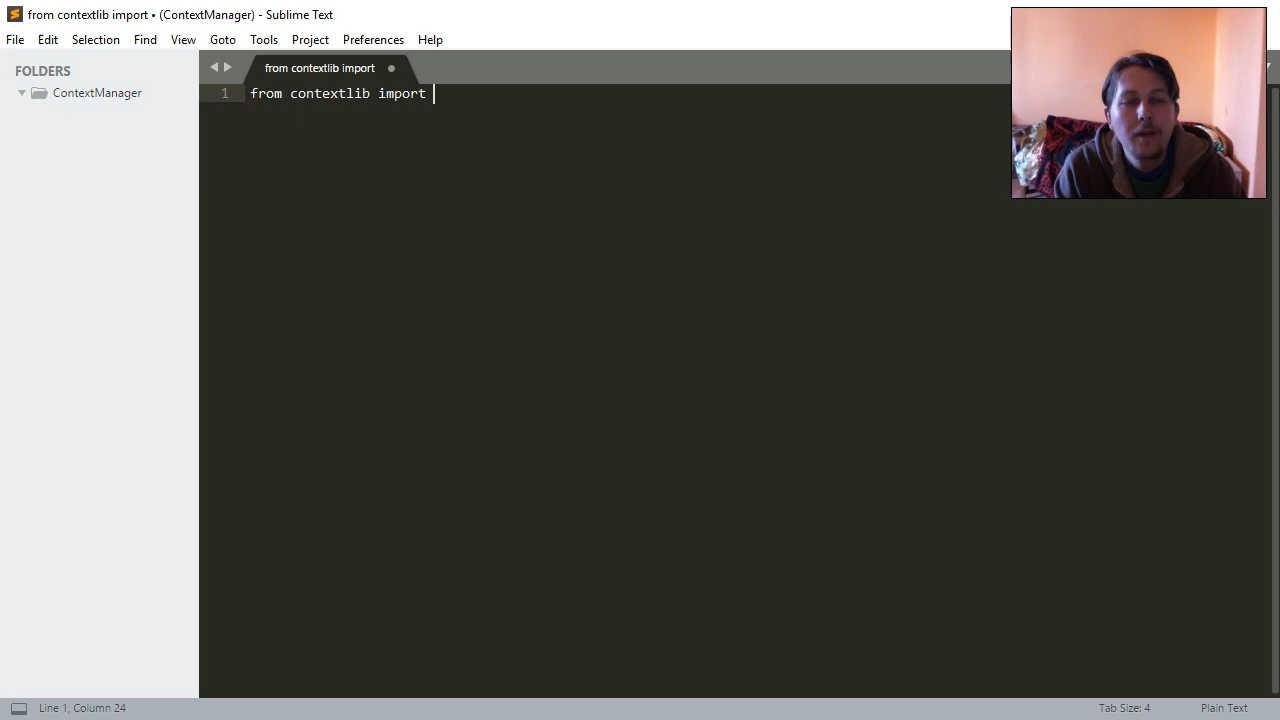 from contextlib import • (ContextManager) - Sublime Text
File Edit Selection Find View Goto Tools Project Preferences Help
FOLDERS
ContextManager
from contextlib import
1 from contextlib import
Line 1, Column 24
Tab Size: 4
Plain Text